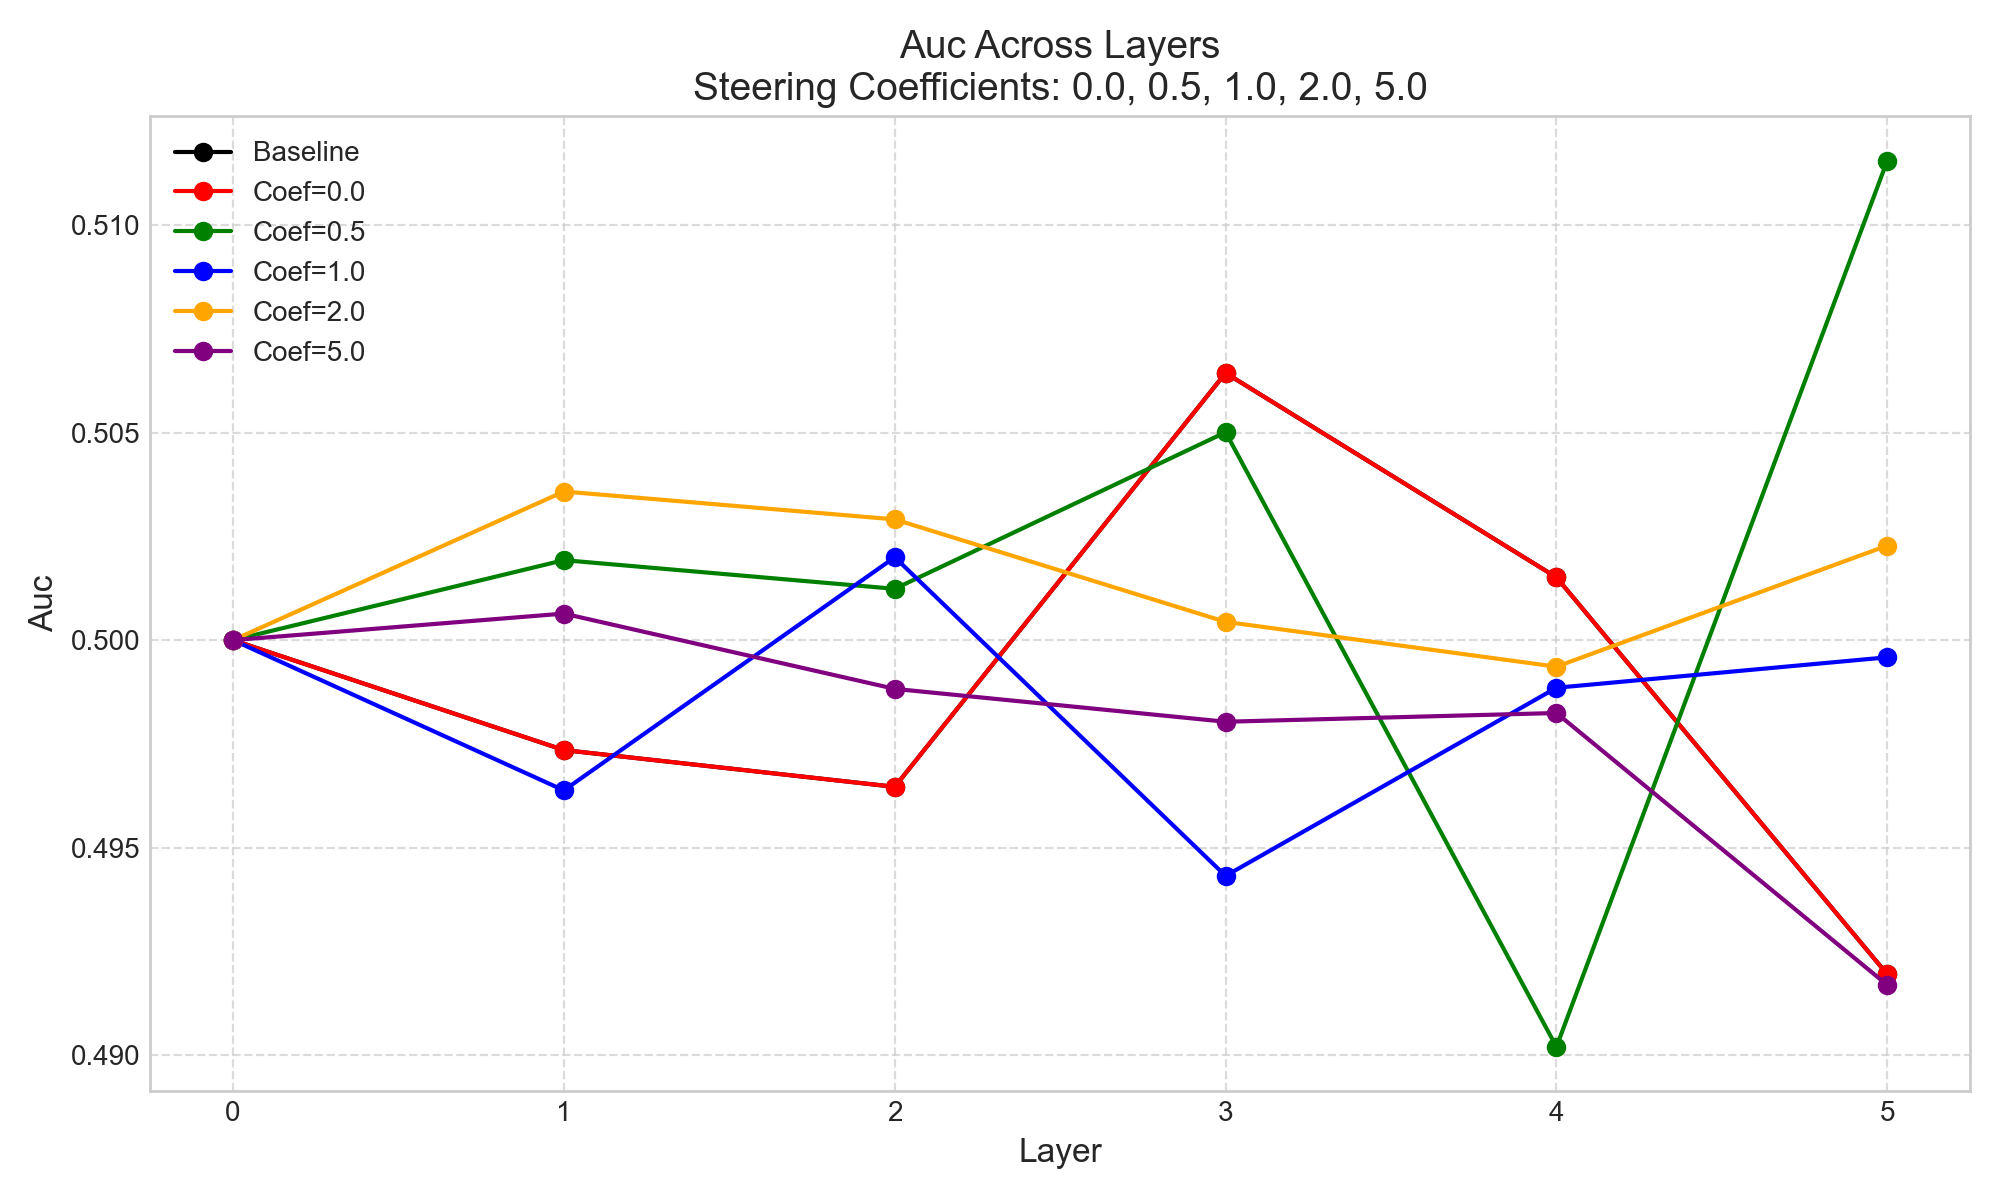 Auc Across Layers
Steering Coefficients: 0.0, 0.5, 1.0, 2.0, 5.0
Baseline
Coef=0.0
Coef=0.5
Coef=1.0
Coef=2.0
Coef=5.0
0.510
0.505
0.500
0.495
0.490
Auc
0 1 2 3 4 5
Layer